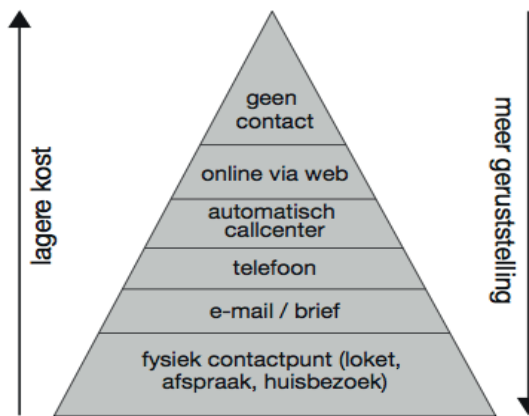 lagere kost
geen
contact
online via web
automatisch
callcenter
telefoon
e-mail / brief
fysiek contactpunt (loket,
afspraak, huisbezoek)
meer geruststelling